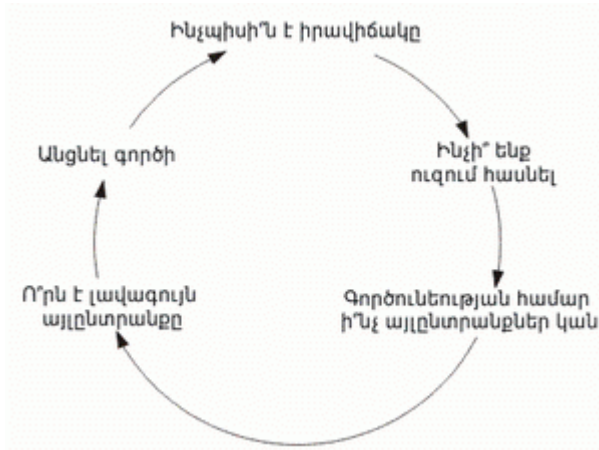 Ինչպիսի՞ն է իրավիճակը
Ինչի՞ ենք
ուզում հասնել
Գործունեության համար
ի՞նչ այլընտրանքներ կան
Ո՞րն է լավագույն
այլընտրանքը
Անցնել գործի